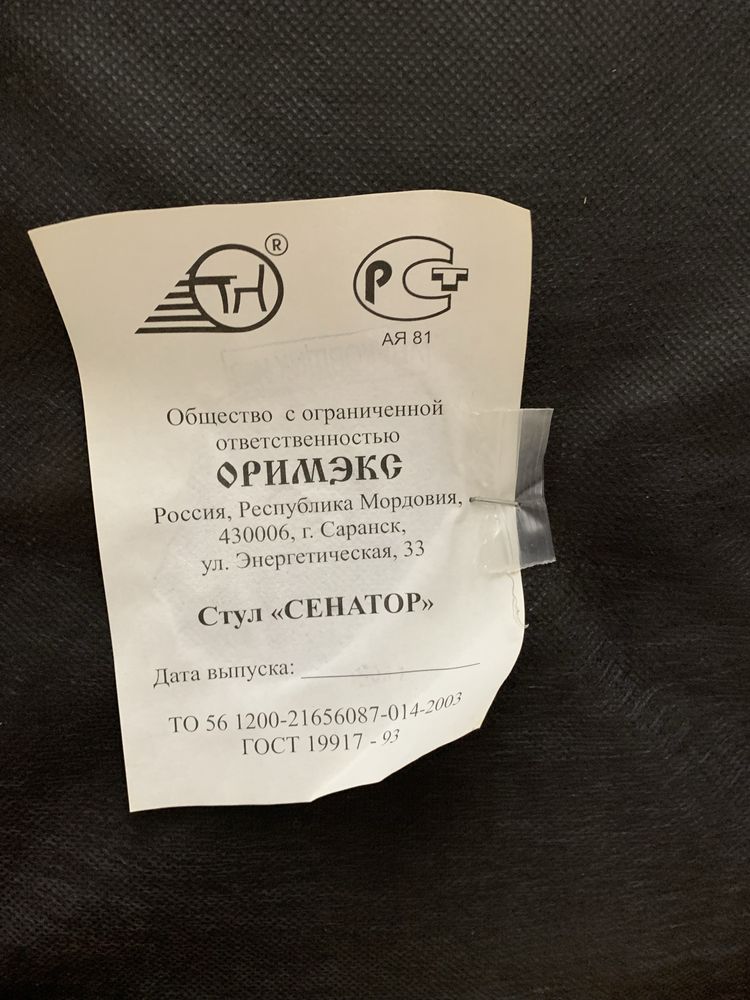 ®
РСТ
АЯ 81
Общество с ограниченной
ответственностью
ОРИМЭКС
Россия, Республика Мордовия,
430006, г. Саранск,
ул. Энергетическая, 33
Стул «СЕНАТОР»
Дата выпуска:
ТО 56 1200-21656087-014-2003
ГОСТ 19917 - 93